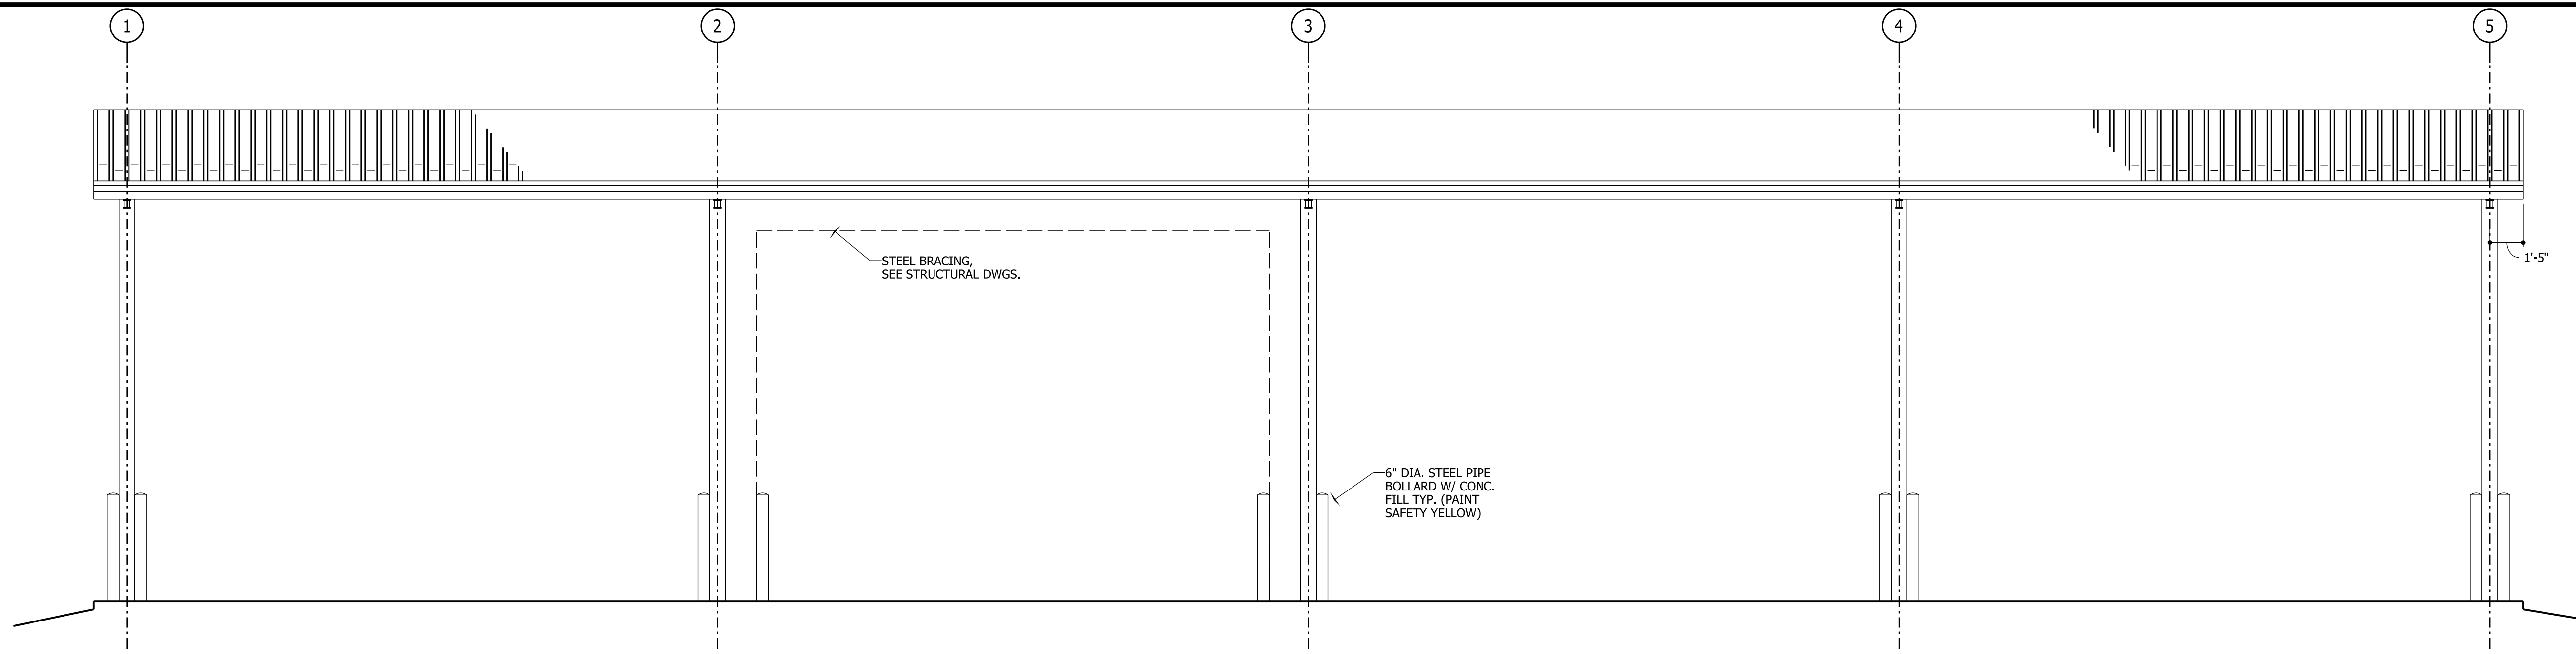 1
2
3
4
5
STEEL BRACING,
SEE STRUCTURAL DWGS.
1'-5"
6" DIA. STEEL PIPE
BOLLARD W/ CONC.
FILL TYP. (PAINT
SAFETY YELLOW)